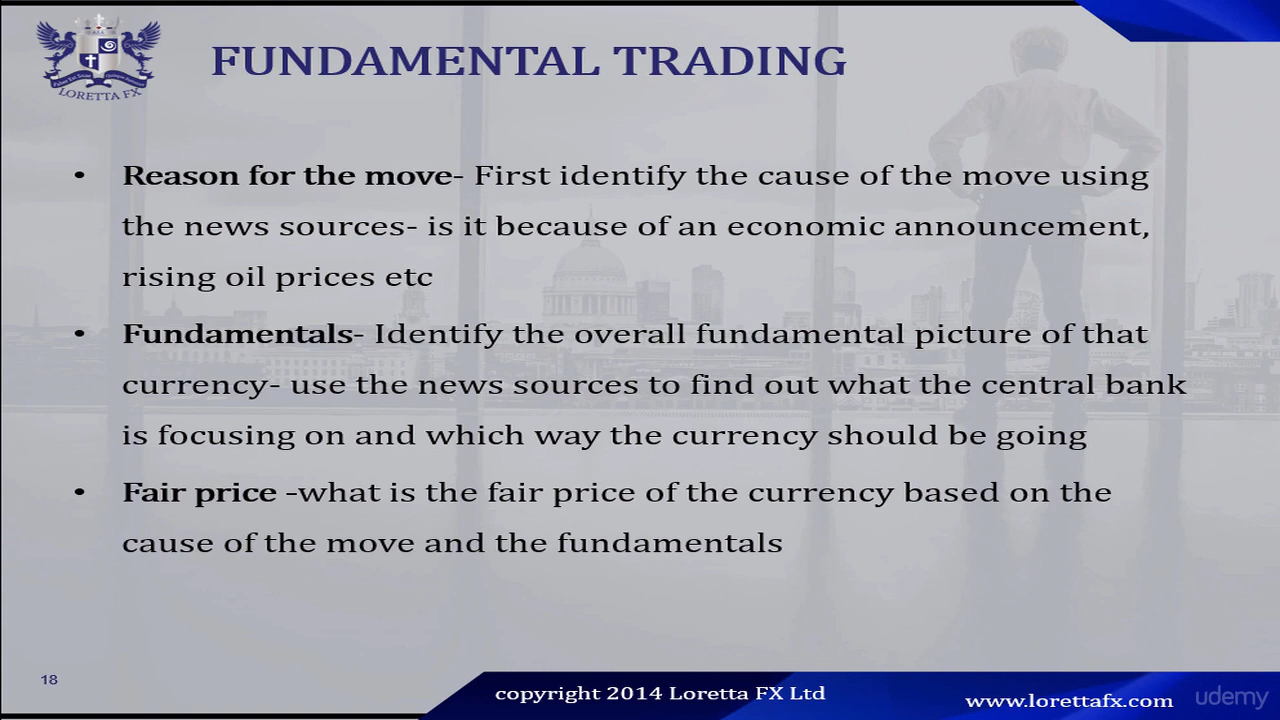 FUNDAMENTAL TRADING
LORETTA FX
• Reason for the move- First identify the cause of the move using
the news sources- is it because of an economic announcement,
rising oil prices etc
• Fundamentals- Identify the overall fundamental picture of that
currency- use the news sources to find out what the central bank
is focusing on and which way the currency should be going
• Fair price -what is the fair price of the currency based on the
cause of the move and the fundamentals
18
copyright 2014 Loretta FX Ltd
www.lorettafx.com
udemy